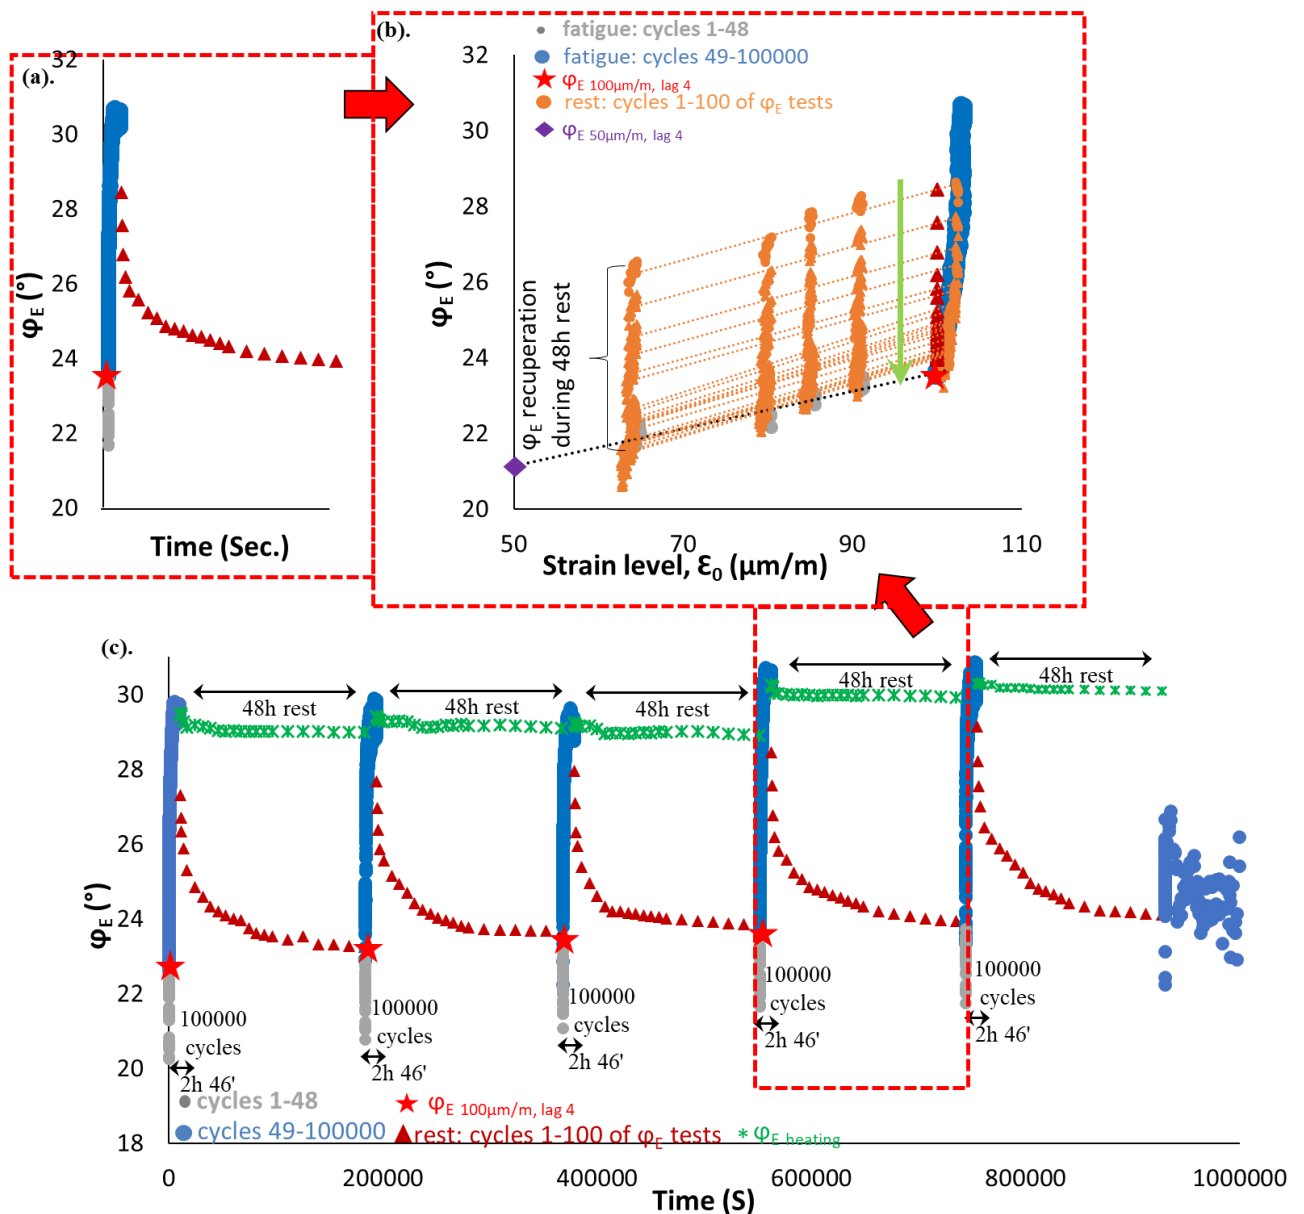 (a).
32
30
28
26
24
22
20
φE (°)
Time (Sec.)
(b).
fatigue: cycles 1-48
fatigue: cycles 49-100000
φE 100µm/m, lag 4
rest: cycles 1-100 of φE tests
φE 50µm/m, lag 4
32
30
28
26
24
22
20
φE (°)
φE recuperation
during 48h rest
50
70
90
110
Strain level, Ɛ0 (µm/m)
(c).
30
28
26
24
22
20
18
φE (°)
48h rest
48h rest
48h rest
48h rest
48h rest
100000
cycles
2h 46'
100000
cycles
2h 46'
100000
cycles
2h 46'
100000
cycles
2h 46'
100000
cycles
2h 46'
cycles 1-48
φE 100µm/m, lag 4
cycles 49-100000
rest: cycles 1-100 of φE tests
φE heating
0
200000
400000
600000
800000
1000000
Time (S)